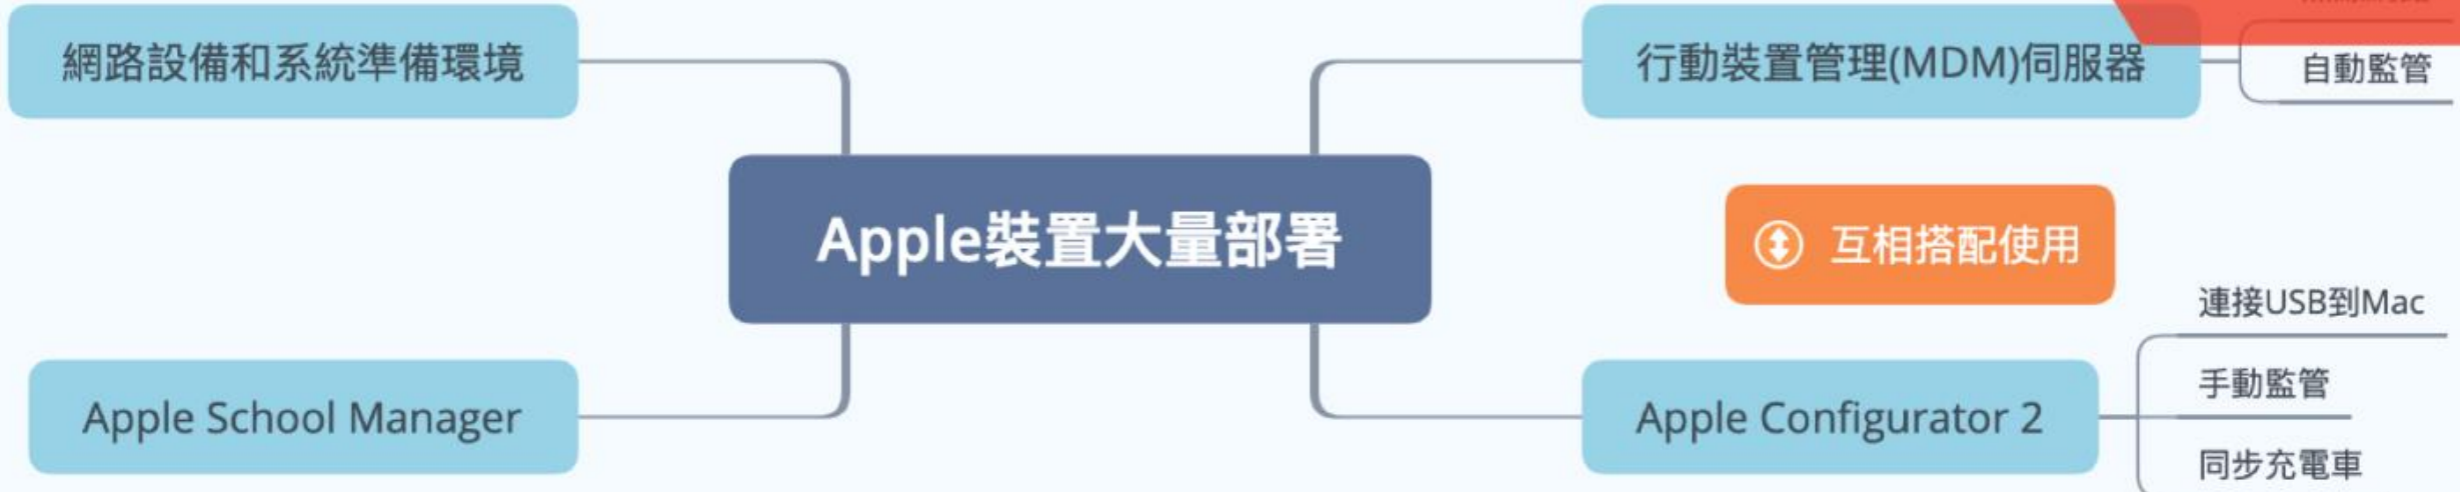 網路設備和系統準備環境
行動裝置管理(MDM)伺服器
自動監管
Apple裝置大量部署
互相搭配使用
連接USB到Mac
手動監管
Apple School Manager
Apple Configurator 2
同步充電車